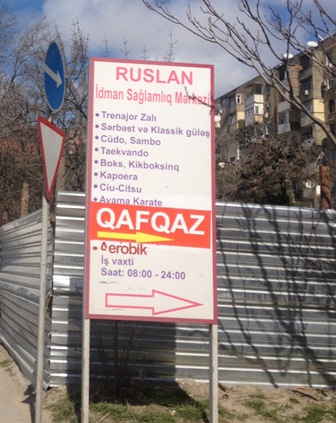 RUSLAN
İdman Sağlamlıq Mərkəzi
• Trenajor Zalı
• Sərbəst və Klassik güləş
• Cüdo, Sambo
• Taekvando
• Boks, Kikboksinq
• Kapoera
• Ciu-Citsu
• Ayama Karate
QAFQAZ
• aerobik
İş vaxti
Saat: 08:00 - 24:00